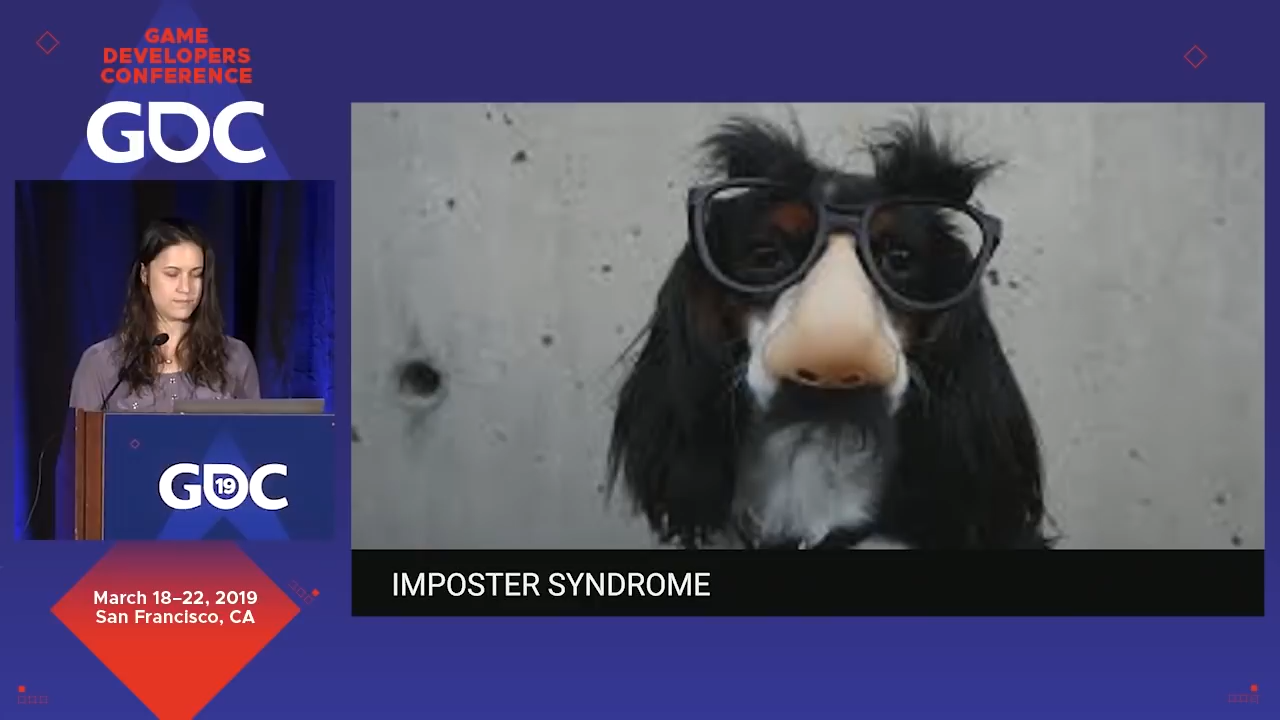 GAME
DEVELOPERS
CONFERENCE
GDC
GDC
19
March 18–22, 2019
San Francisco, CA
IMPOSTER SYNDROME